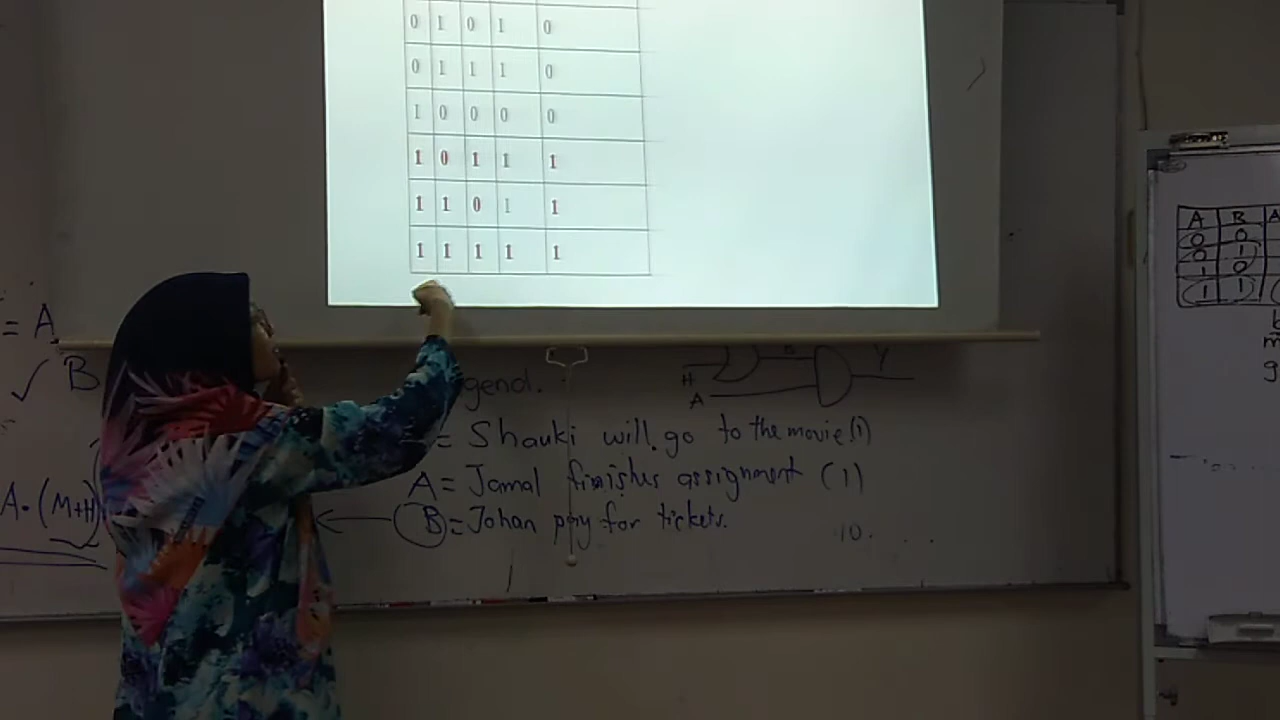 0 1 0 1 0
0 1 1 1 0
1 0 0 0 0
1 0 1 1 1
1 1 0 1 1
1 1 1 1 1
= A
✓ B
A·(M+H)
gend.
H
A
Y
= Shauki will go to the movie (1)
A = Jamal finishes assignment (1)
B = Johan pay for tickets.
10. . . .
A B A
0 0
0 1
1 0
1 1
g